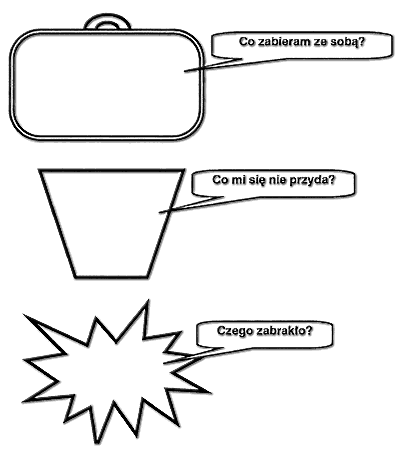 Co zabieram ze sobą?
Co mi się nie przyda?
Czego zabrakło?